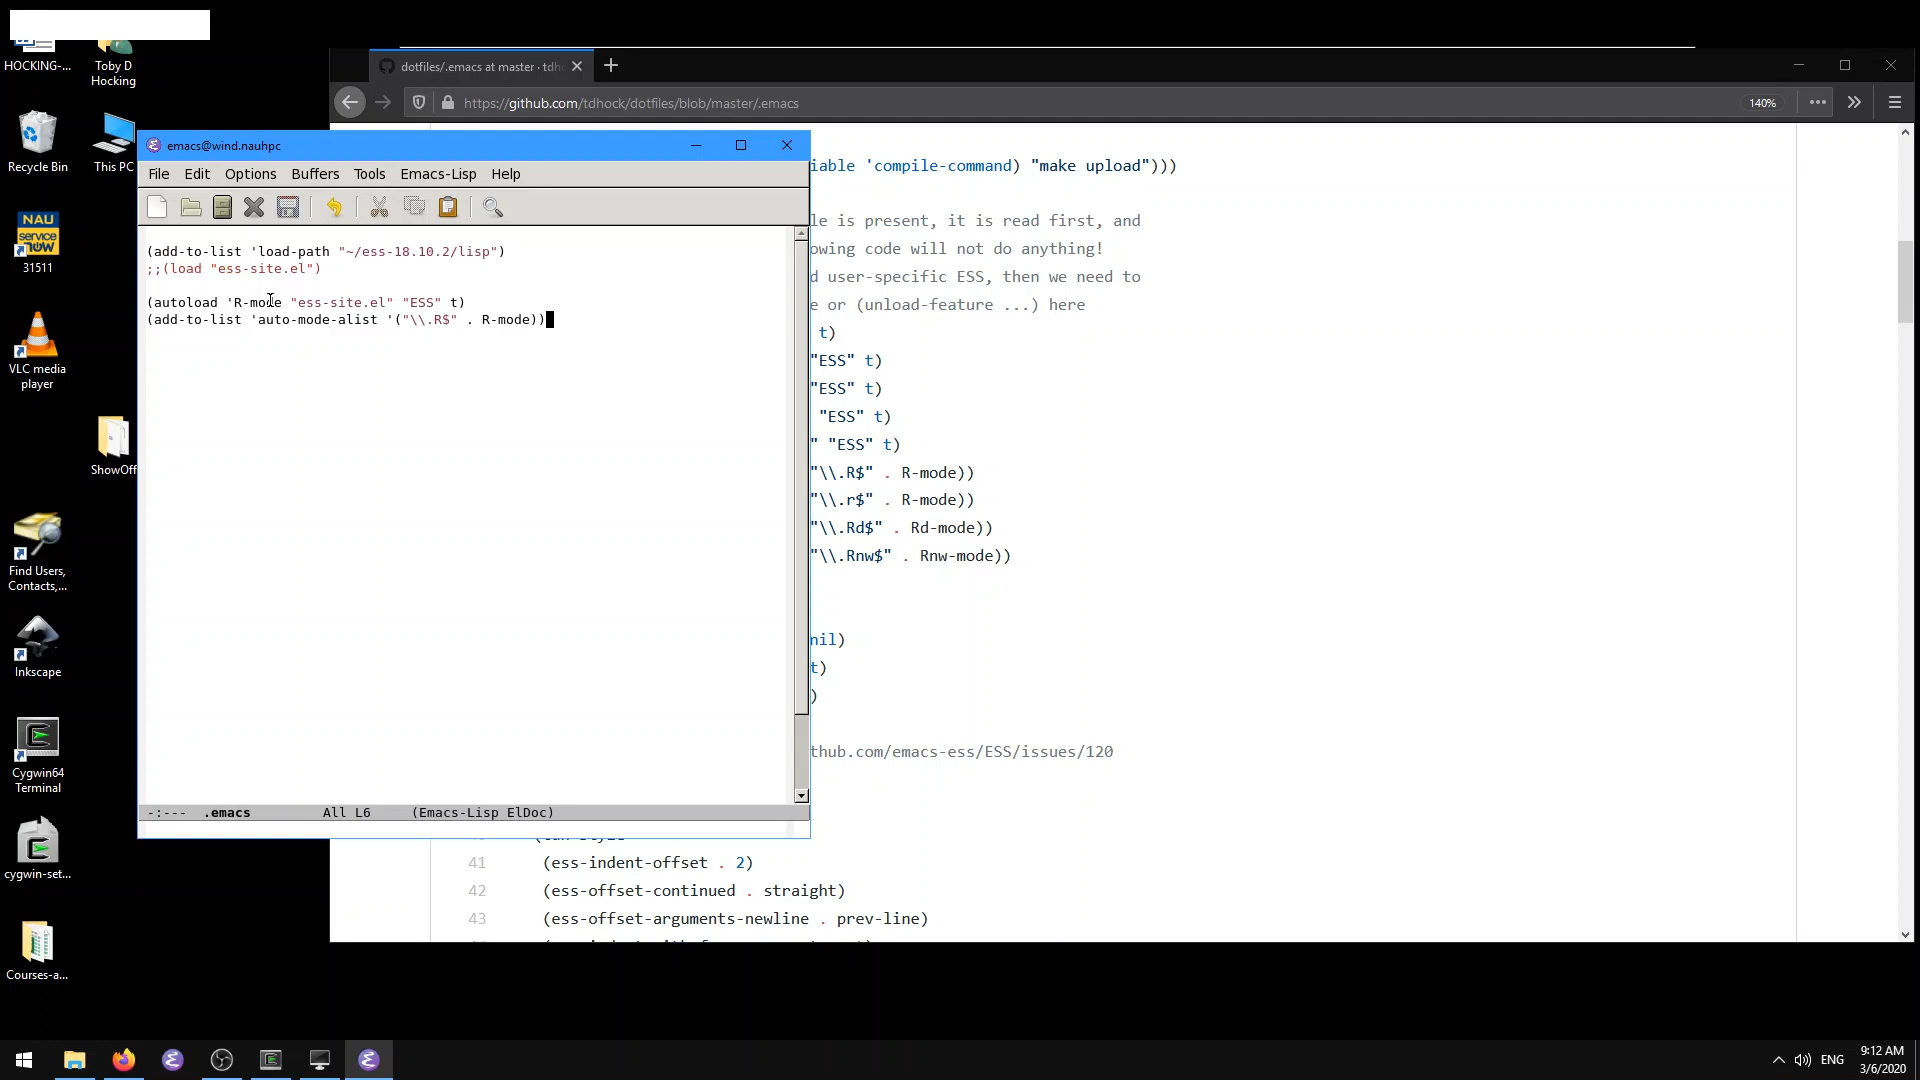 HOCKING-...
Toby D
Hocking
Recycle Bin
This PC
NAU
service
now
31511
VLC media
player
ShowOff
Find Users,
Contacts,...
Inkscape
Cygwin64
Terminal
cygwin-set...
Courses-a...
dotfiles/.emacs at master · tdh
https://github.com/tdhock/dotfiles/blob/master/.emacs
140%
emacs@wind.nauhpc
File Edit Options Buffers Tools Emacs-Lisp Help
(add-to-list 'load-path "~/ess-18.10.2/lisp")
;;(load "ess-site.el")
(autoload 'R-mode "ess-site.el" "ESS" t)
(add-to-list 'auto-mode-alist '("\\.R$" . R-mode))
-:--- .emacs All L6 (Emacs-Lisp ElDoc)
iable 'compile-command) "make upload")))
le is present, it is read first, and
owing code will not do anything!
d user-specific ESS, then we need to
e or (unload-feature ...) here
t)
"ESS" t)
"ESS" t)
"ESS" t)
" "ESS" t)
"\\.R$" . R-mode))
"\\.r$" . R-mode))
"\\.Rd$" . Rd-mode))
"\\.Rnw$" . Rnw-mode))
nil)
t)
)
thub.com/emacs-ess/ESS/issues/120
41 (ess-indent-offset . 2)
42 (ess-offset-continued . straight)
43 (ess-offset-arguments-newline . prev-line)
ENG
9:12 AM
3/6/2020